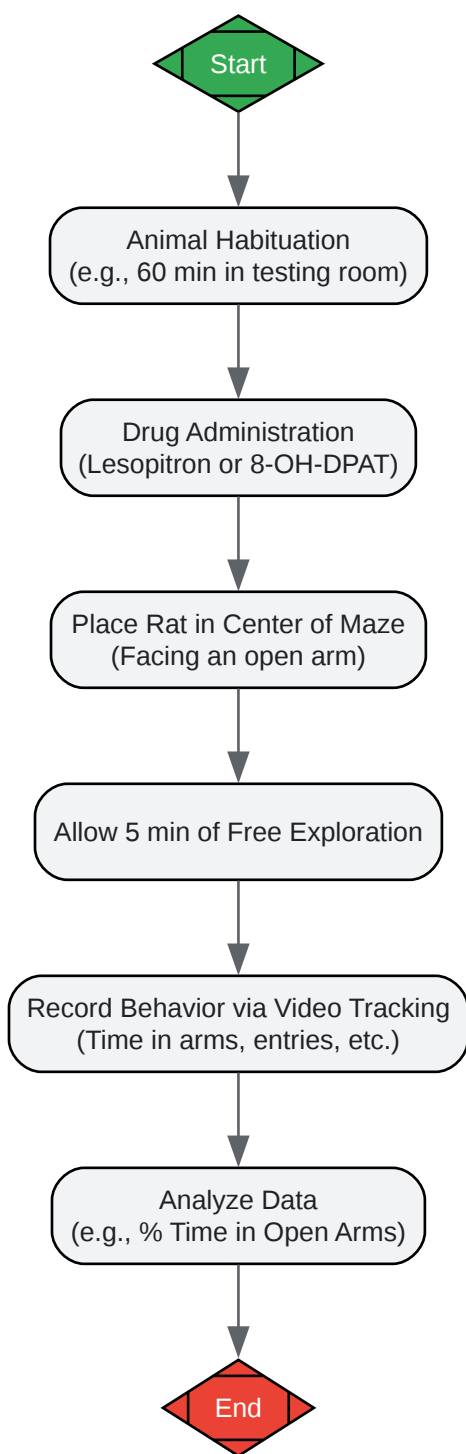 Start
Animal Habituation
(e.g., 60 min in testing room)
Drug Administration
(Lesopitron or 8-OH-DPAT)
Place Rat in Center of Maze
(Facing an open arm)
Allow 5 min of Free Exploration
Record Behavior via Video Tracking
(Time in arms, entries, etc.)
Analyze Data
(e.g., % Time in Open Arms)
End